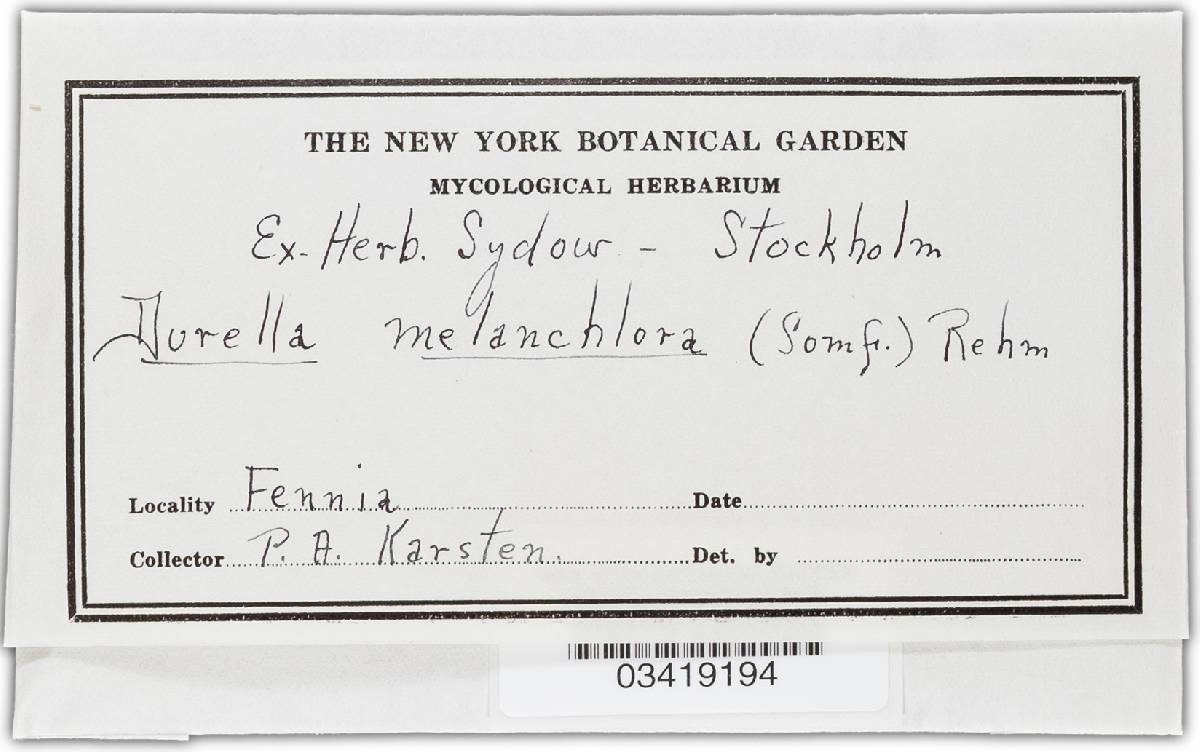 THE NEW YORK BOTANICAL GARDEN
MYCOLOGICAL HERBARIUM
Ex-Herb. Sydow - Stockholm
Durella melanchlora (Somf.) Rehm
Locality Fennia Date
Collector P. A. Karsten. Det. by
03419194